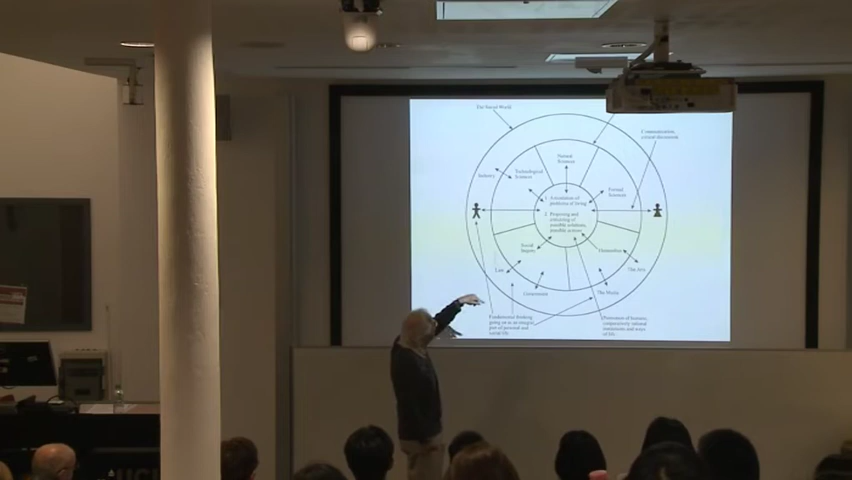 The Social World
Communication,
critical discussion
Natural
Sciences
Industry
Technological
Sciences
Formal
Sciences
1. Articulation of
problems of living
2. Proposing and
criticizing of
possible solutions,
possible actions
Social
Inquiry
Humanities
Law
The Arts
Government
The World
Fundamental thinking
going on as an integral
part of personal and
social life
Promotion of
cooperatively rational
institutions and ways
of life